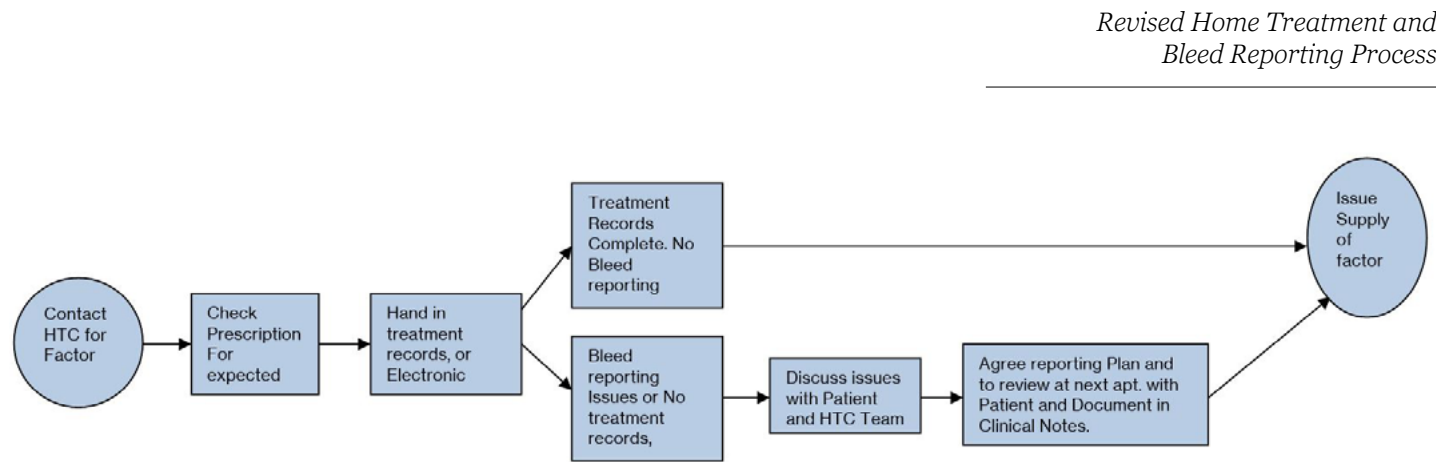 Revised Home Treatment and
Bleed Reporting Process
Contact
HTC for
Factor
Check
Prescription
For
expected
Hand in
treatment
records, or
Electronic
Treatment
Records
Complete. No
Bleed
reporting
Bleed
reporting
Issues or No
treatment
records,
Discuss issues
with Patient
and HTC Team
Agree reporting Plan and
to review at next apt. with
Patient and Document in
Clinical Notes.
Issue
Supply
of
factor